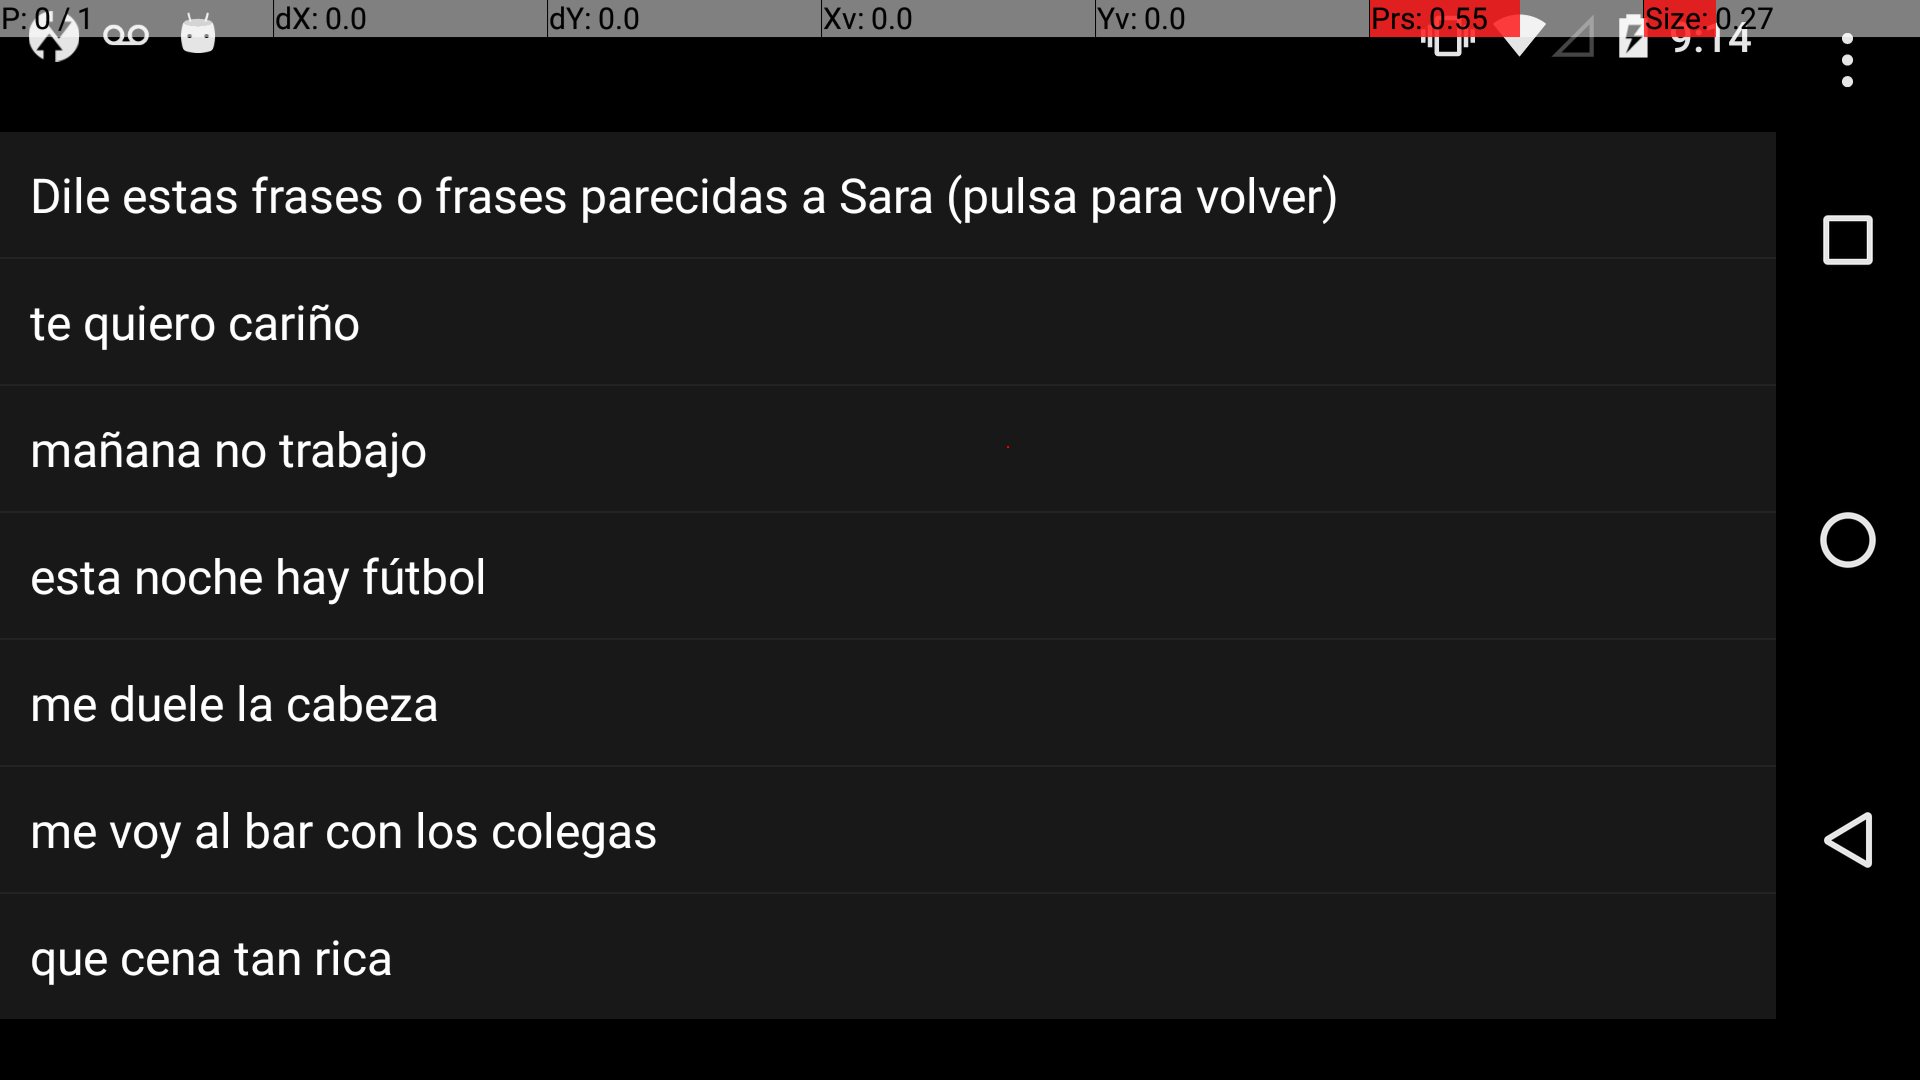 P: 0 / 1 dX: 0.0 dY: 0.0 Xv: 0.0 Yv: 0.0 Prs: 0.55 Size: 0.27
9:14
Dile estas frases o frases parecidas a Sara (pulsa para volver)
te quiero cariño
mañana no trabajo
esta noche hay fútbol
me duele la cabeza
me voy al bar con los colegas
que cena tan rica